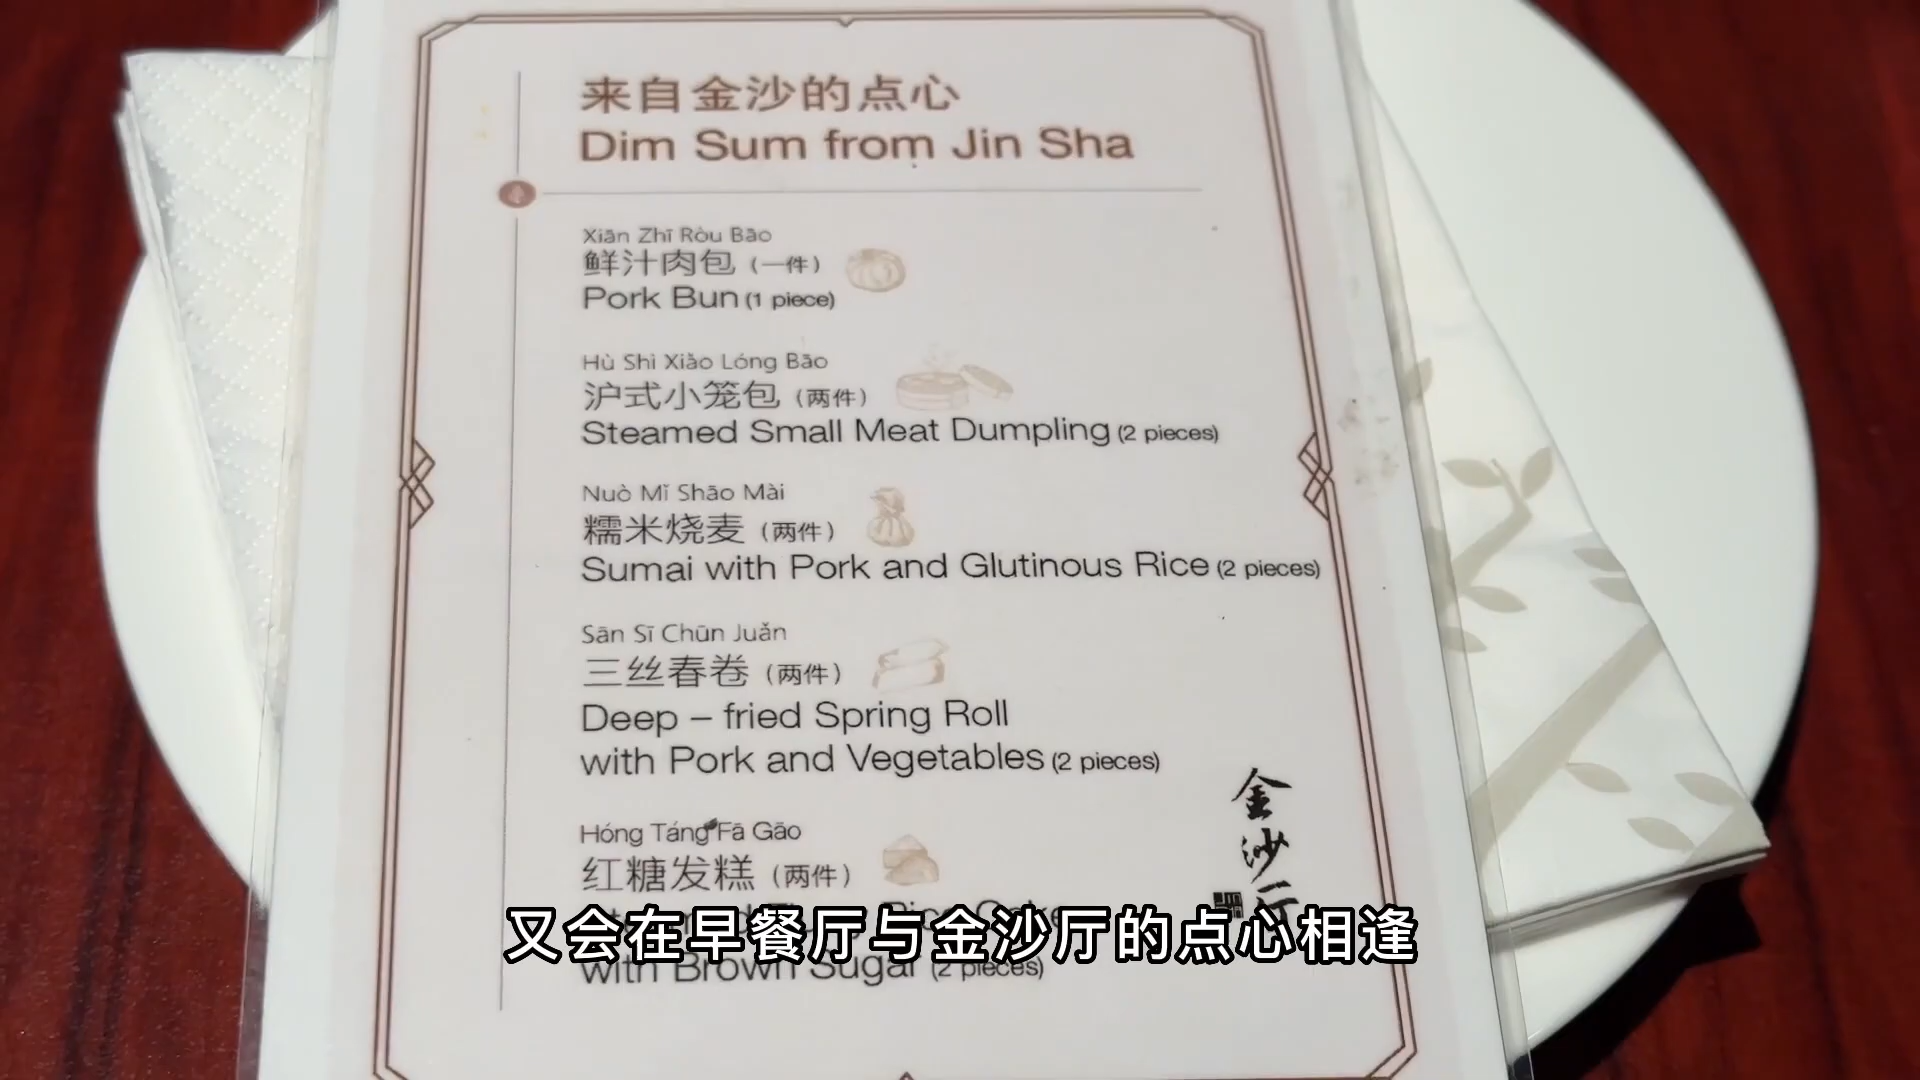 来自金沙的点心
Dim Sum from Jin Sha
Xiān Zhī Ròu Bāo
鲜汁肉包（一件）
Pork Bun (1 piece)
Hù Shì Xiǎo Lóng Bāo
沪式小笼包（两件）
Steamed Small Meat Dumpling (2 pieces)
Nuò Mǐ Shāo Mài
糯米烧麦（两件）
Sumai with Pork and Glutinous Rice (2 pieces)
Sān Sī Chūn Juǎn
三丝春卷（两件）
Deep – fried Spring Roll
with Pork and Vegetables (2 pieces)
Hóng Táng Fā Gāo
红糖发糕（两件）
Rice Cake
with Brown Sugar (2 pieces)
金沙厅
又会在早餐厅与金沙厅的点心相逢